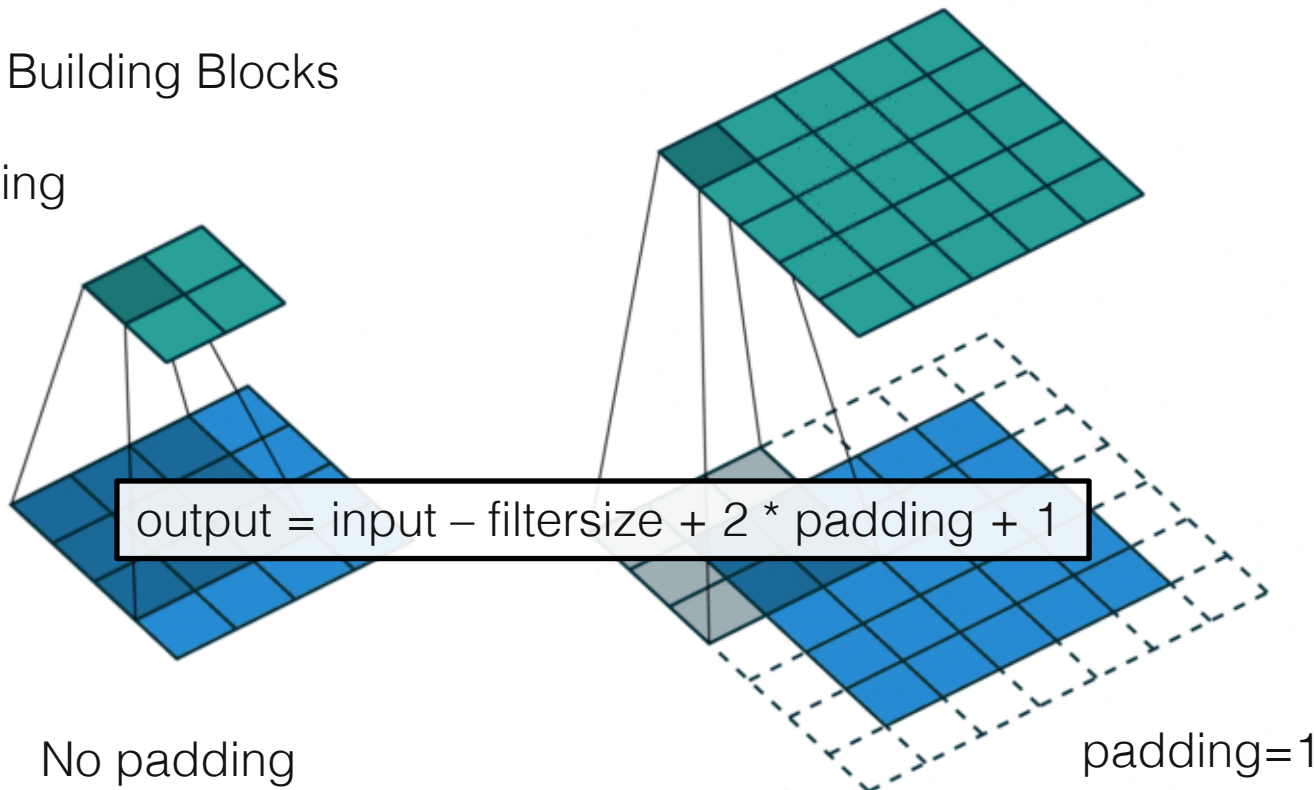 Building Blocks
ing
output = input – filtersize + 2 * padding + 1
No padding
padding=1